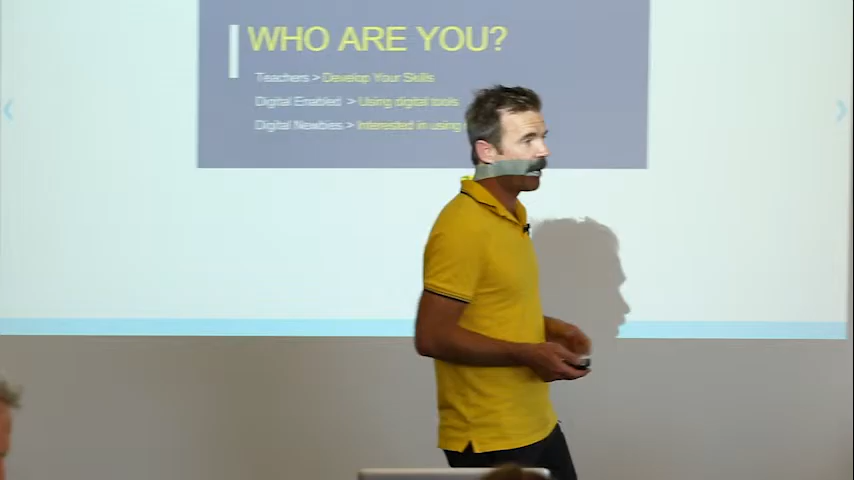 WHO ARE YOU?
Teachers > Develop Your Skills
Digital Enabled > Using digital tools
Digital Newbies > Interested in using